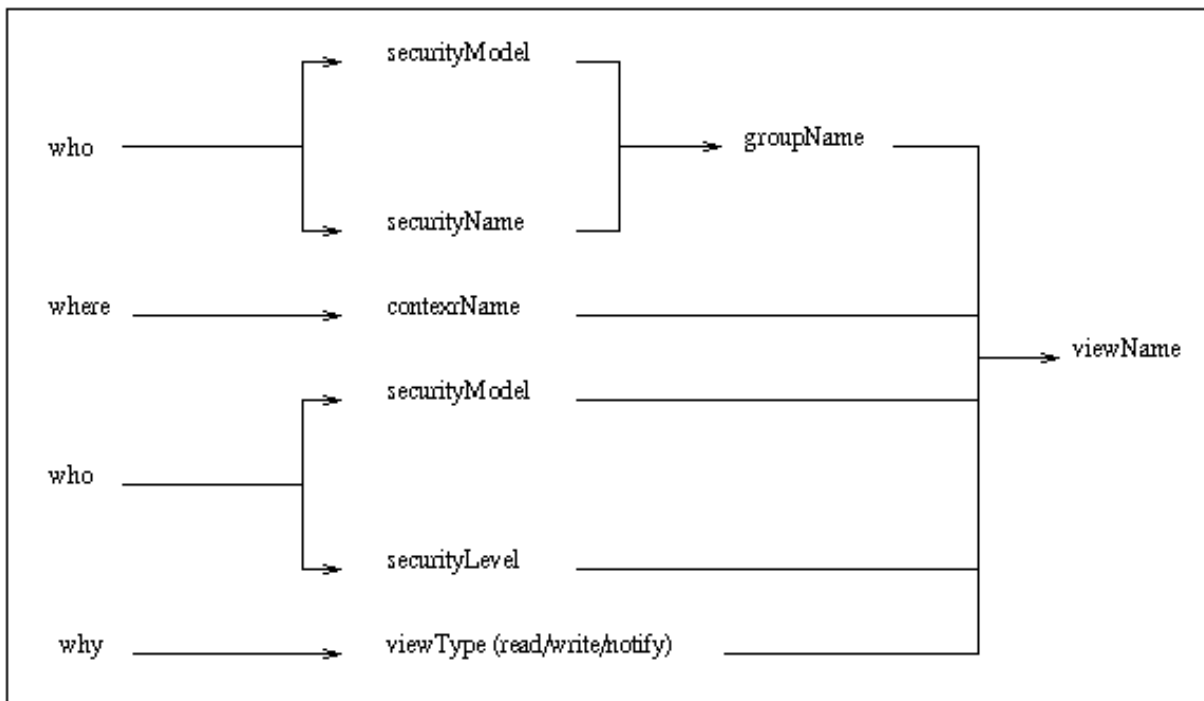 securityModel
who
groupName
securityName
where
contexrName
viewName
securityModel
who
securityLevel
why
viewType (read/write/notify)